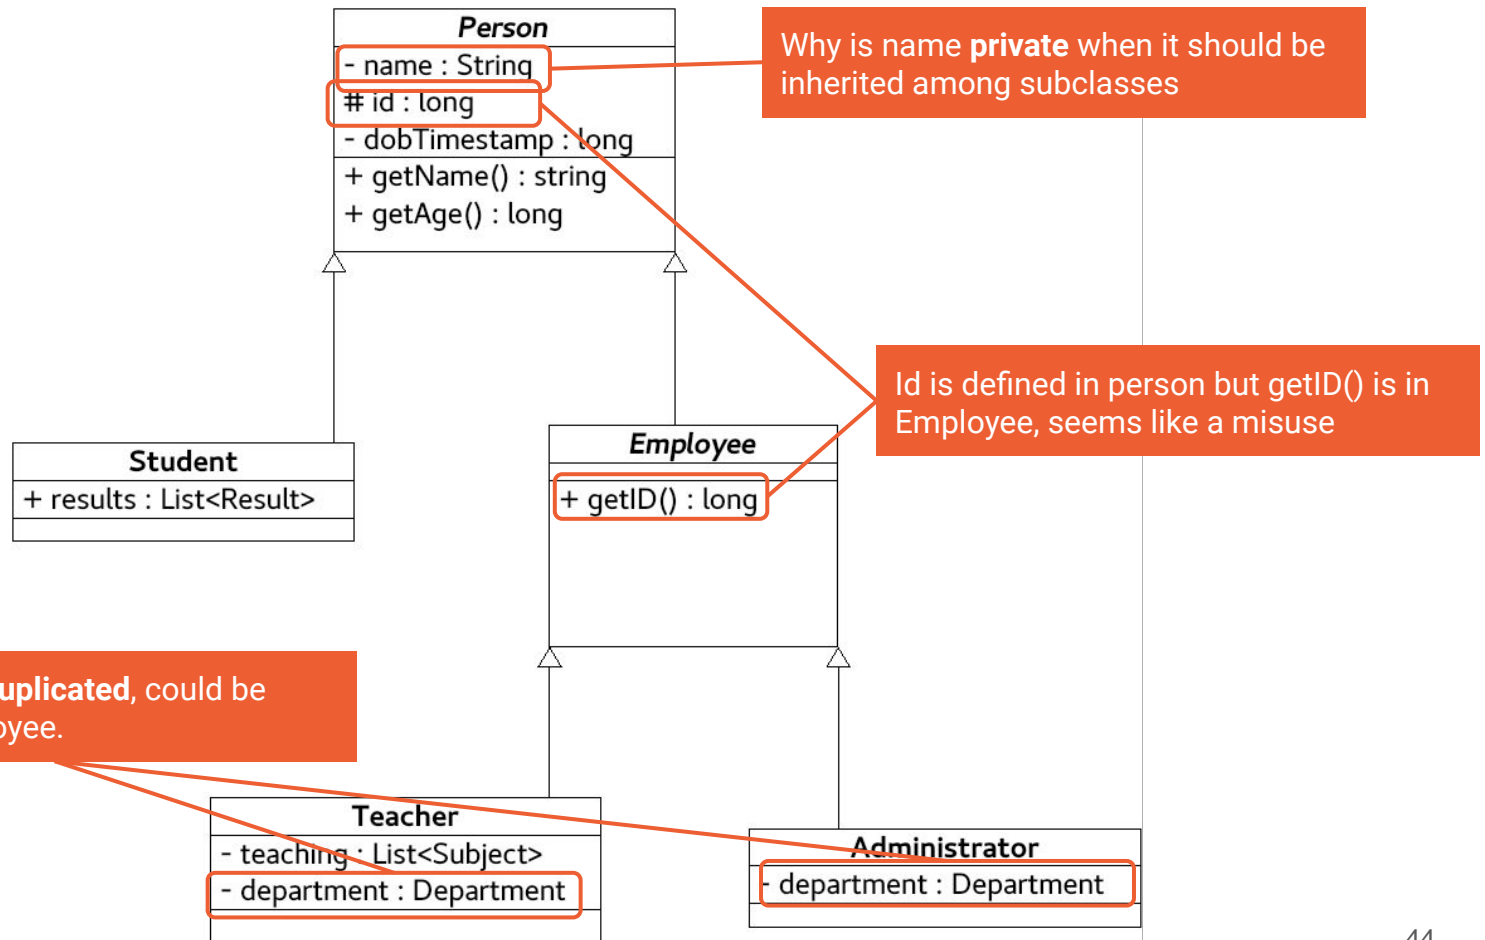 Person
- name : String
# id : long
- dobTimestamp : long
+ getName() : string
+ getAge() : long
Why is name private when it should be
inherited among subclasses
Id is defined in person but getID() is in
Employee, seems like a misuse
Student
+ results : List<Result>
Employee
+ getID() : long
uplicated, could be
oyee.
Teacher
- teaching : List<Subject>
- department : Department
Administrator
- department : Department
44